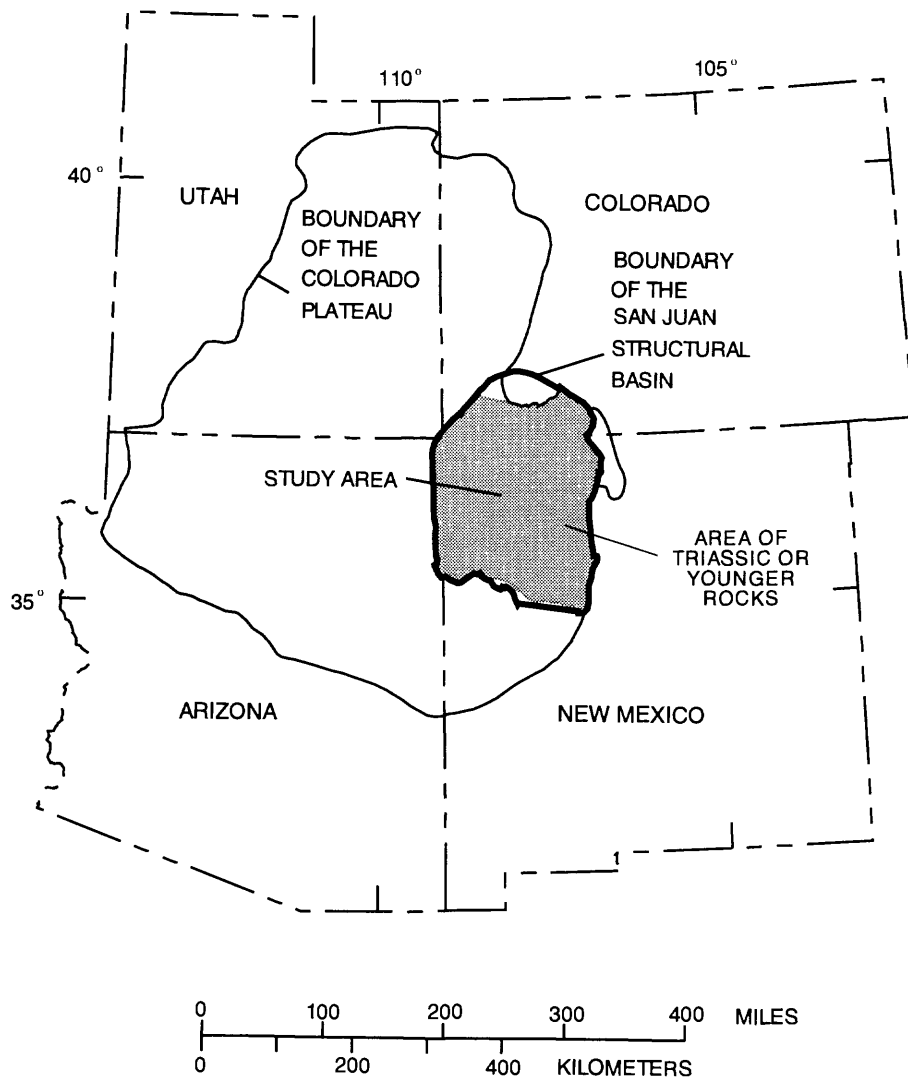 110°
105°
40°
UTAH
COLORADO
BOUNDARY
OF THE
COLORADO
PLATEAU
BOUNDARY
OF THE
SAN JUAN
STRUCTURAL
BASIN
STUDY AREA
AREA OF
TRIASSIC OR
YOUNGER
ROCKS
35°
ARIZONA
NEW MEXICO
0 100 200 300 400 MILES
0 200 400 KILOMETERS